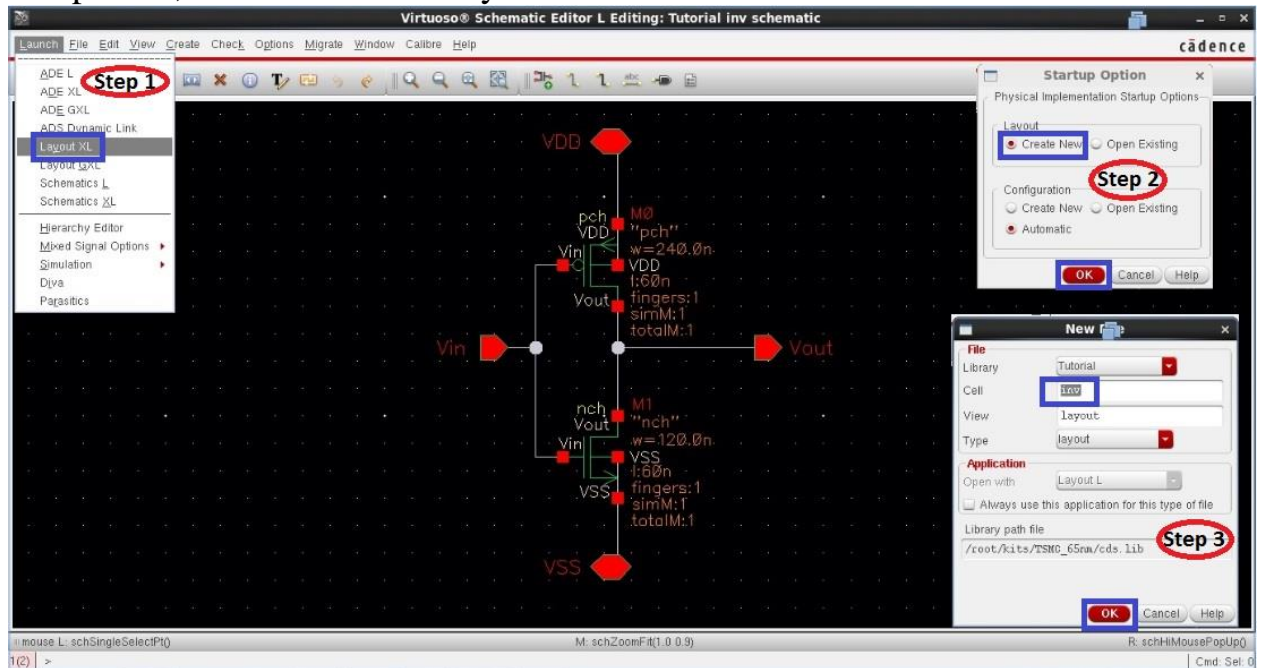 Virtuoso® Schematic Editor L Editing: Tutorial inv schematic
Launch File Edit View Create Check Options Migrate Window Calibre Help
cādence
ADE L
ADE XL
ADE GXL
ADS Dynamic Link
Layout XL
Layout GXL
Schematics L
Schematics XL
Hierarchy Editor
Mixed Signal Options
Simulation
Diva
Parasitics
Step 1
VDD
pch
VDD
Vin
Vout
M0
"pch"
w=240.0n
VDD
l:60n
fingers:1
simM:1
totalM:1
Vin
Vout
nch
Vout
Vin
VSS
M1
"nch"
w=120.0n
VSS
l:60n
fingers:1
simM:1
totalM:1
VSS
Startup Option
Physical Implementation Startup Options
Layout
Create New Open Existing
Step 2
Configuration
Create New Open Existing
Automatic
OK Cancel Help
New
File
Library Tutorial
Cell inv
View layout
Type layout
Application
Open with Layout L
Always use this application for this type of file
Library path file
/root/kits/TSMC_65nm/cds.lib
Step 3
OK Cancel Help
mouse L: schSingleSelectPt()
M: schZoomFit(1.0 0.9)
R: schHiMousePopUp()
1(2) >
Cmd: Sel: 0